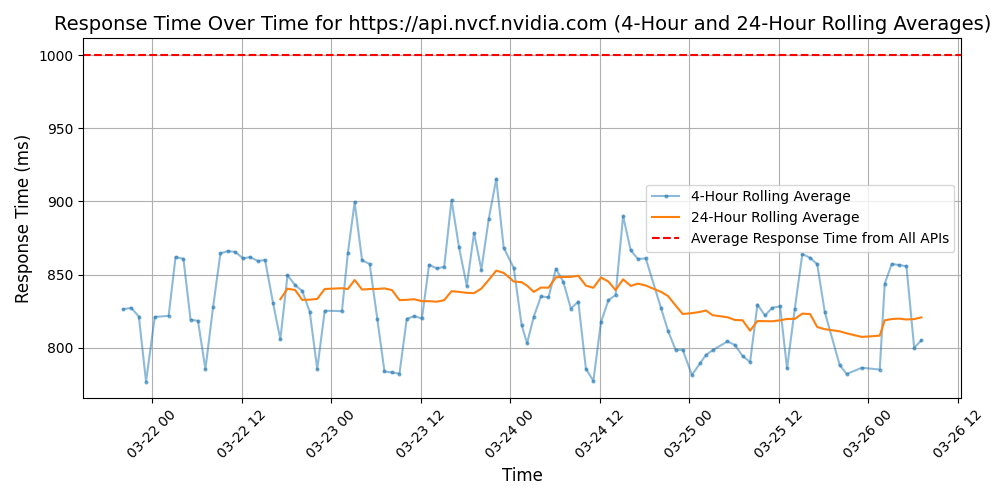 Response Time Over Time for https://api.nvcf.nvidia.com (4-Hour and 24-Hour Rolling Averages)
Response Time (ms)
1000
950
900
850
800
4-Hour Rolling Average
24-Hour Rolling Average
Average Response Time from All APIs
03-22 00
03-22 12
03-23 00
03-23 12
03-24 00
03-24 12
03-25 00
03-25 12
03-26 00
03-26 12
Time